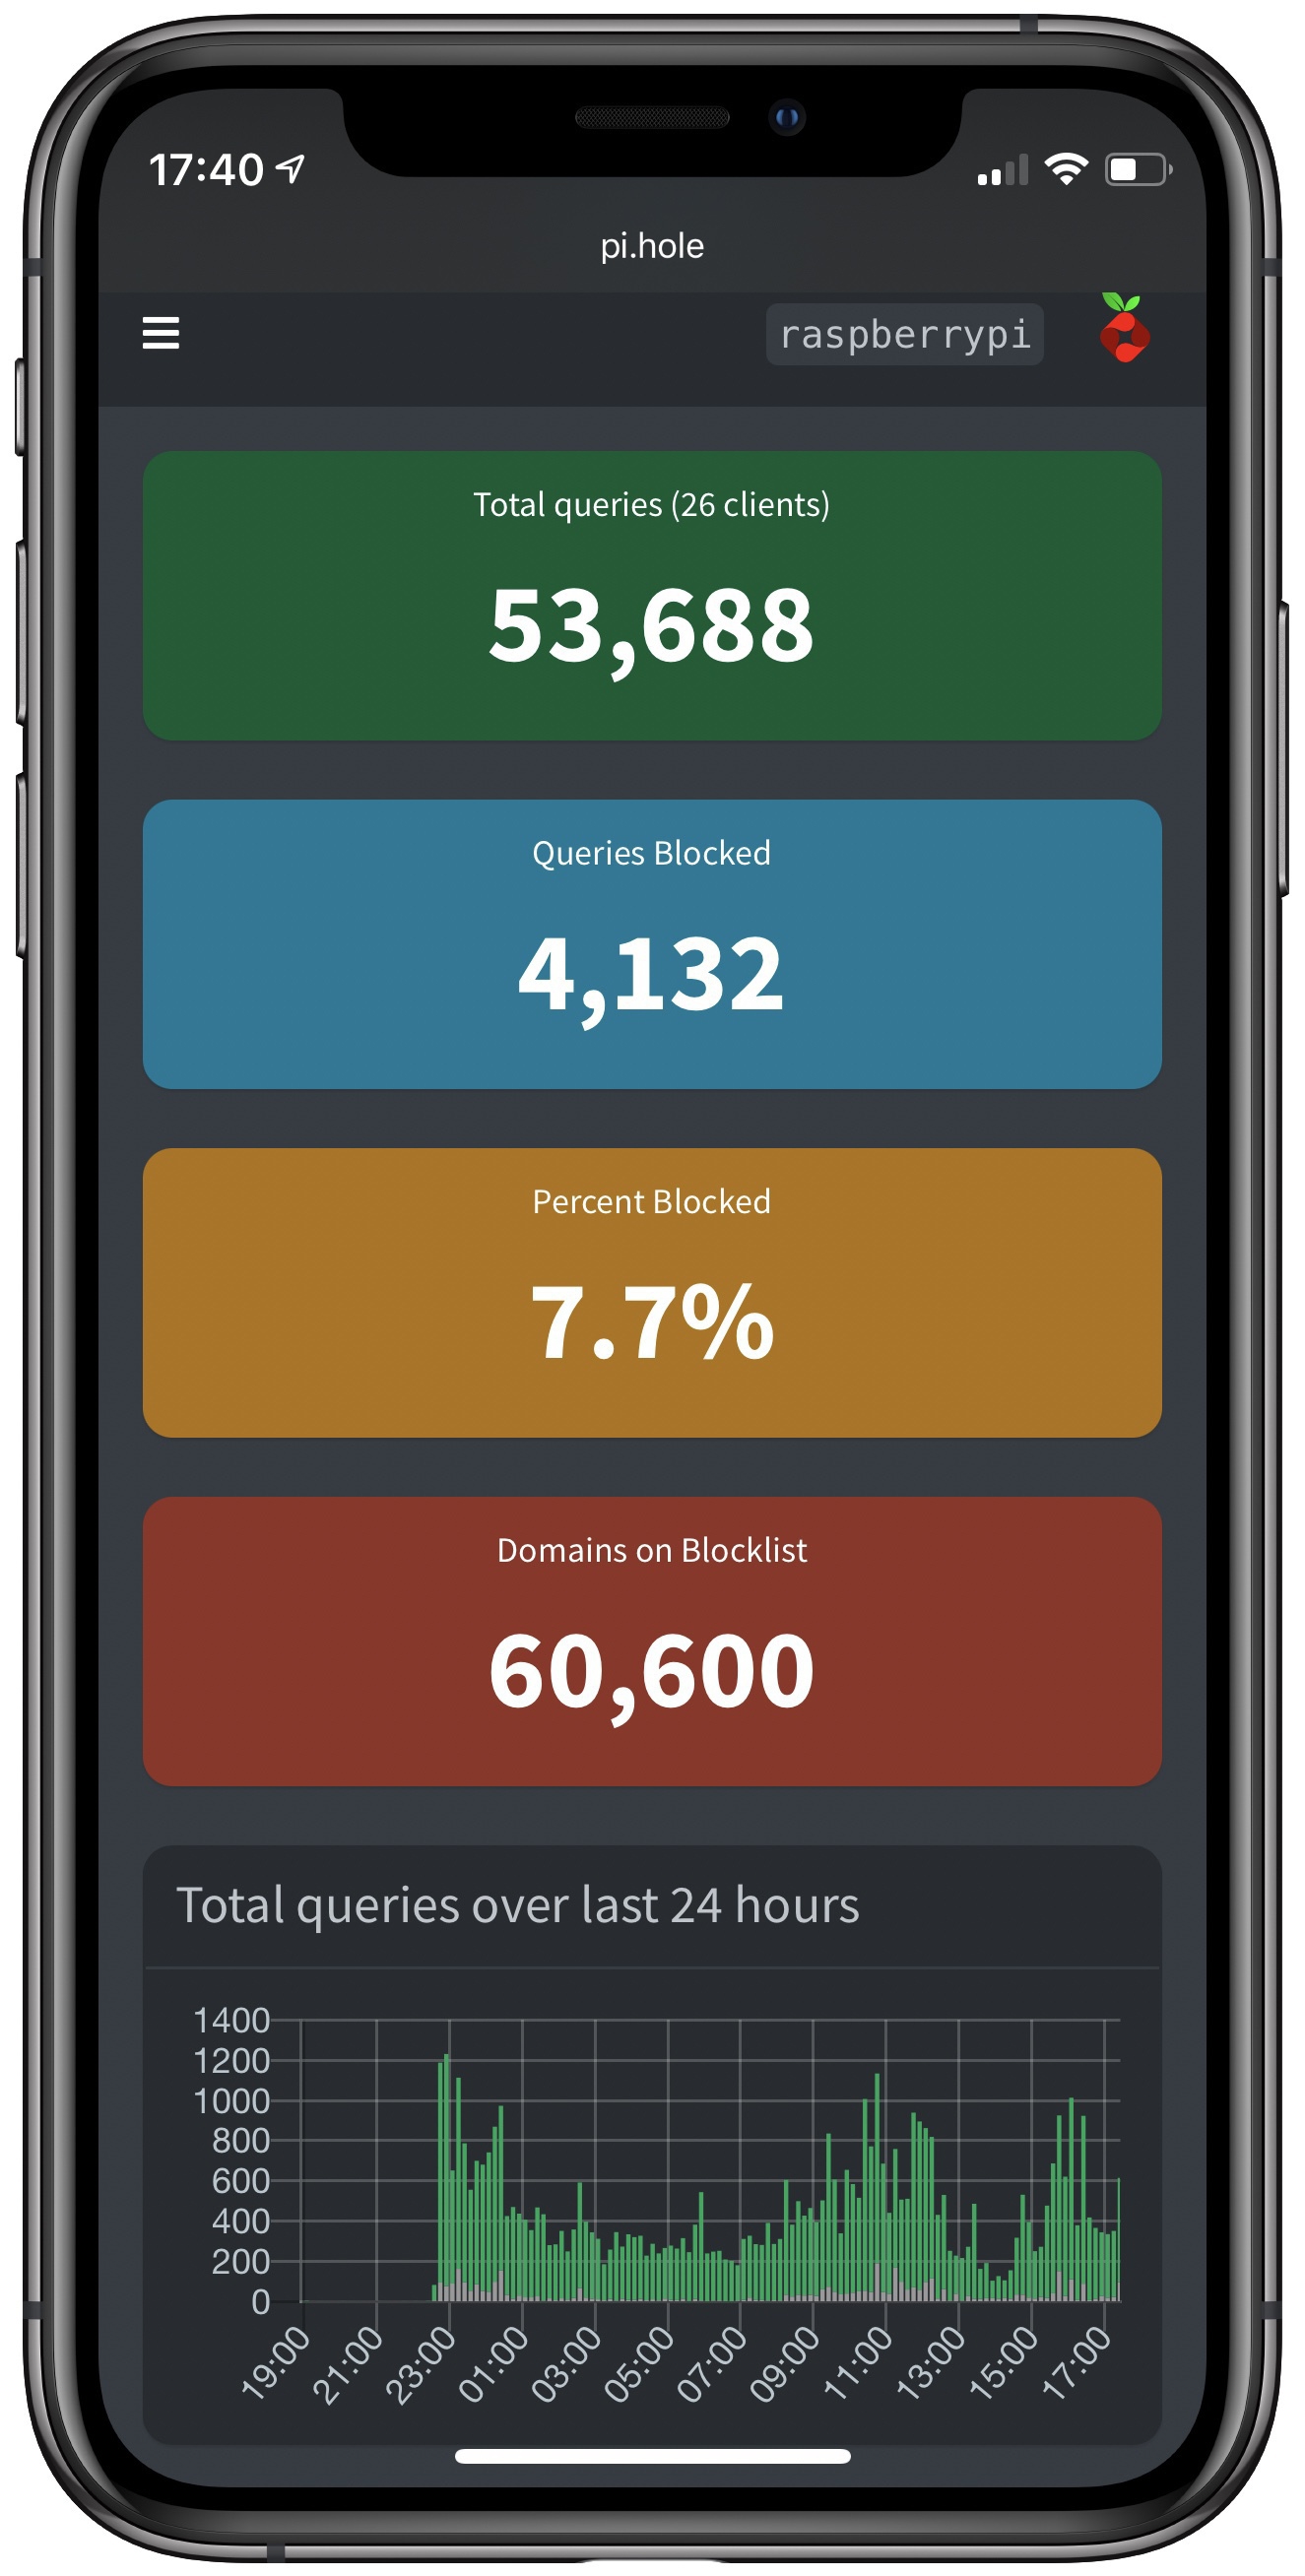 17:40
pi.hole
raspberrypi
Total queries (26 clients)
53,688
Queries Blocked
4,132
Percent Blocked
7.7%
Domains on Blocklist
60,600
Total queries over last 24 hours
1400
1200
1000
800
600
400
200
0
19:00 21:00 23:00 01:00 03:00 05:00 07:00 09:00 11:00 13:00 15:00 17:00